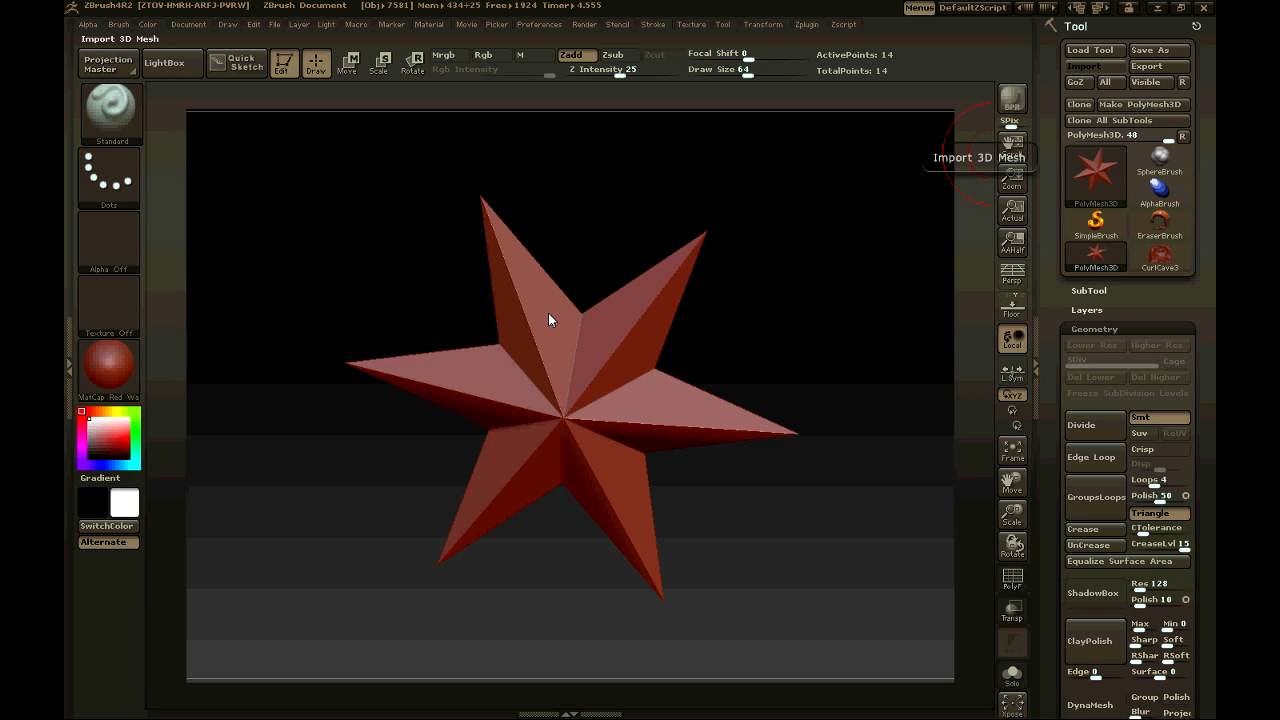 ZBrush4R2 [ZTOV-HMRH-ARFJ-PVRW] ZBrush Document [Obj▸ 7581] Mem▸434+25 Free▸1924 Timer▸4.555
Menus DefaultZScript
Alpha Brush Color Document Draw Edit File Layer Light Macro Marker Material Movie Picker Preferences Render Stencil Stroke Texture Tool Transform Zplugin Zscript
Import 3D Mesh
Projection Master
LightBox
Quick Sketch
Edit
Draw
Move
Scale
Rotate
Mrgb Rgb M Zadd Zsub Zcut
Rgb Intensity Z Intensity 25
Focal Shift 0
Draw Size 64
ActivePoints: 14
TotalPoints: 14
Standard
Dots
Alpha Off
Texture Off
MatCap Red Wa
Gradient
SwitchColor
Alternate
Import 3D Mesh
BPR
SPix
Zoom
Actual
AAHalf
Persp
Floor
Local
L.Sym
Frame
Move
Scale
Rotate
PolyF
Transp
Solo
Xpose
Tool
Load Tool Save As
Import Export
GoZ All Visible R
Clone Make PolyMesh3D
Clone All SubTools
PolyMesh3D. 48 R
PolyMesh3D
SphereBrush
AlphaBrush
SimpleBrush EraserBrush
PolyMesh3D CurlCave3
SubTool
Layers
Geometry
Lower Res Higher Res
SDiv Cage
Del Lower Del Higher
Freeze SubDivision Levels
Divide Smt
Suv ReUV
Edge Loop Crisp
Disp
GroupsLoops Loops 4
Polish 50
Triangle
Crease CTolerance
UnCrease CreaseLvl 15
Equalize Surface Area
ShadowBox Res 128
Polish 10
ClayPolish Max Min 0
Sharp Soft
RShar RSoft
Edge 0 Surface 0
DynaMesh Group Polish
Blur Projec